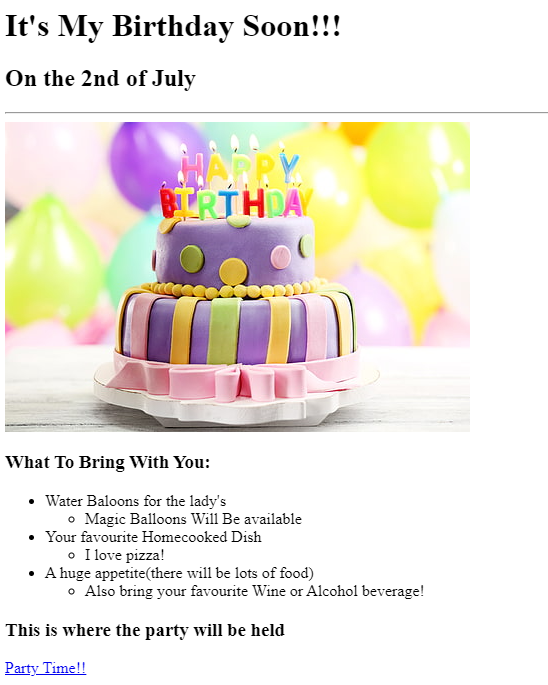 It's My Birthday Soon!!!
On the 2nd of July
HAPPY
BIRTHDAY
What To Bring With You:
Water Baloons for the lady's
Magic Balloons Will Be available
Your favourite Homecooked Dish
I love pizza!
A huge appetite(there will be lots of food)
Also bring your favourite Wine or Alcohol beverage!
This is where the party will be held
Party Time!!